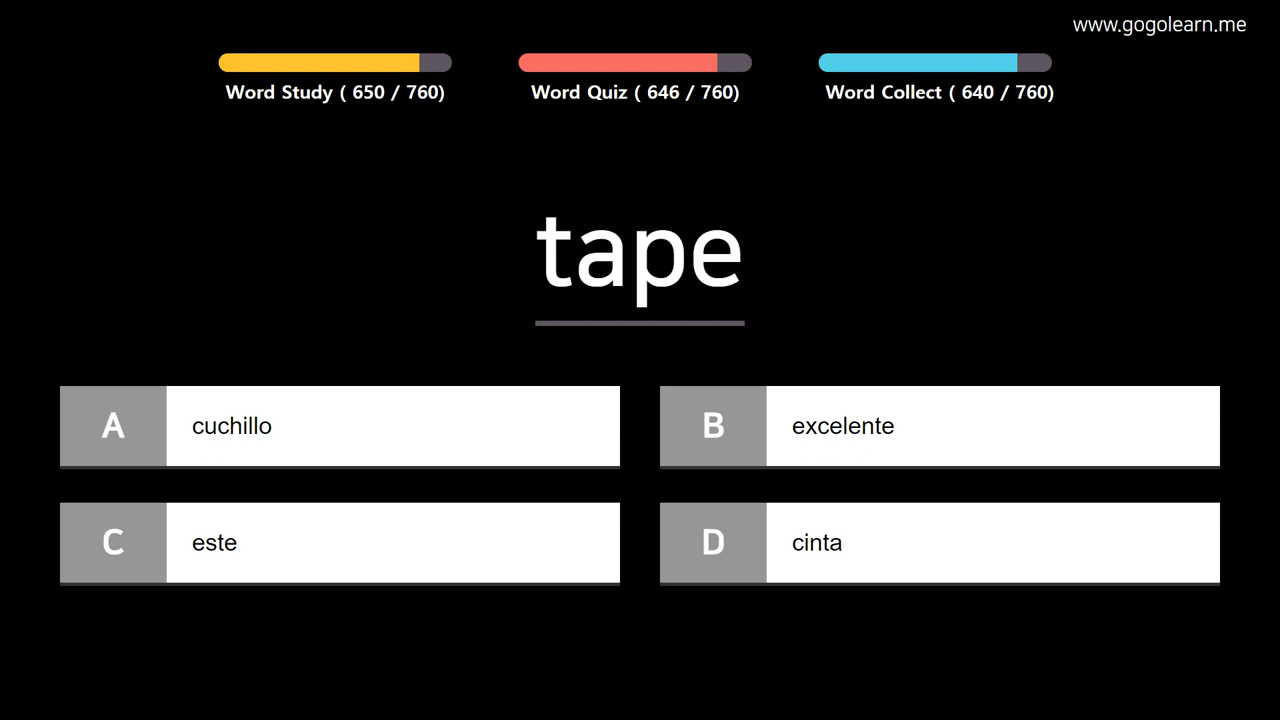 www.gogolearn.me
Word Study ( 650 / 760)
Word Quiz ( 646 / 760)
Word Collect ( 640 / 760)
tape
A cuchillo
B excelente
C este
D cinta